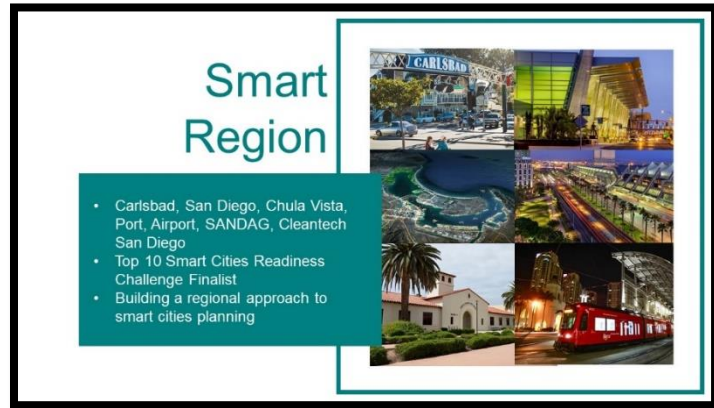 Smart
Region
• Carlsbad, San Diego, Chula Vista,
Port, Airport, SANDAG, Cleantech
San Diego
• Top 10 Smart Cities Readiness
Challenge Finalist
• Building a regional approach to
smart cities planning
CARLSBAD